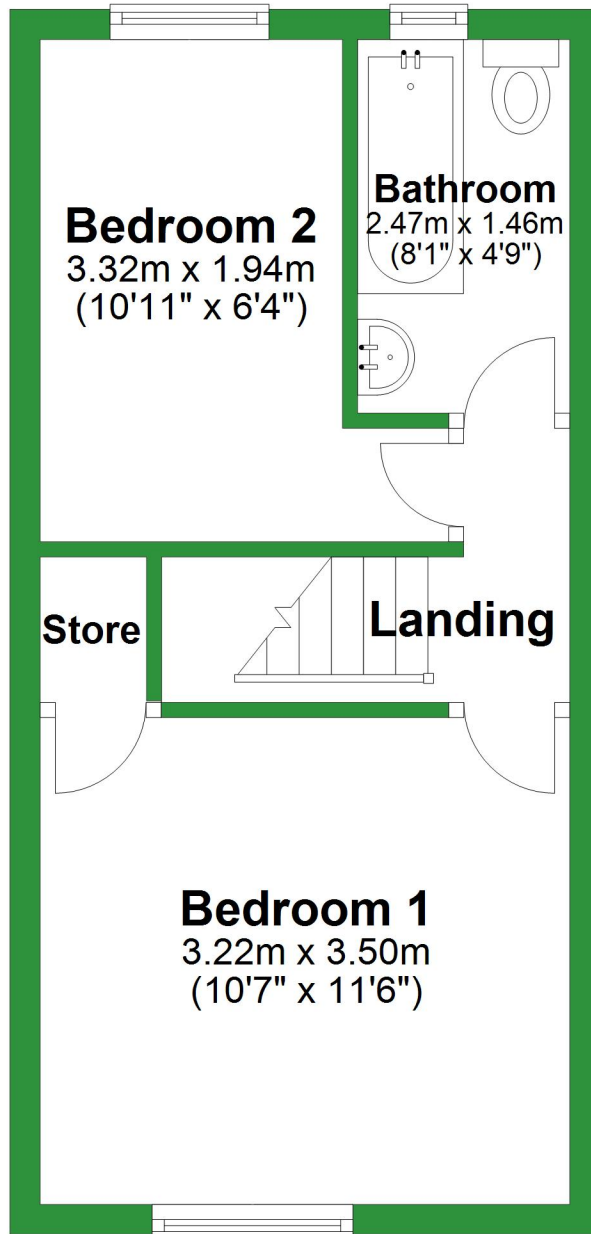 Bedroom 2
3.32m x 1.94m
(10'11" x 6'4")
Bathroom
2.47m x 1.46m
(8'1" x 4'9")
Store
Landing
Bedroom 1
3.22m x 3.50m
(10'7" x 11'6")